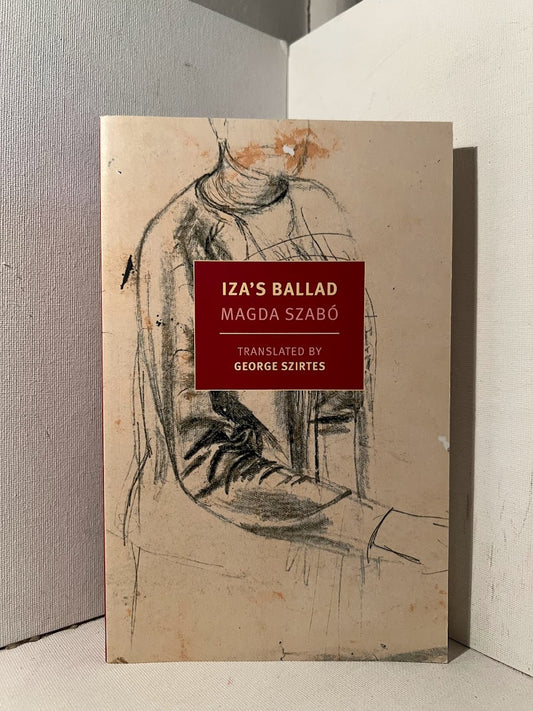 IZA'S BALLAD
MAGDA SZABÓ
TRANSLATED BY
GEORGE SZIRTES